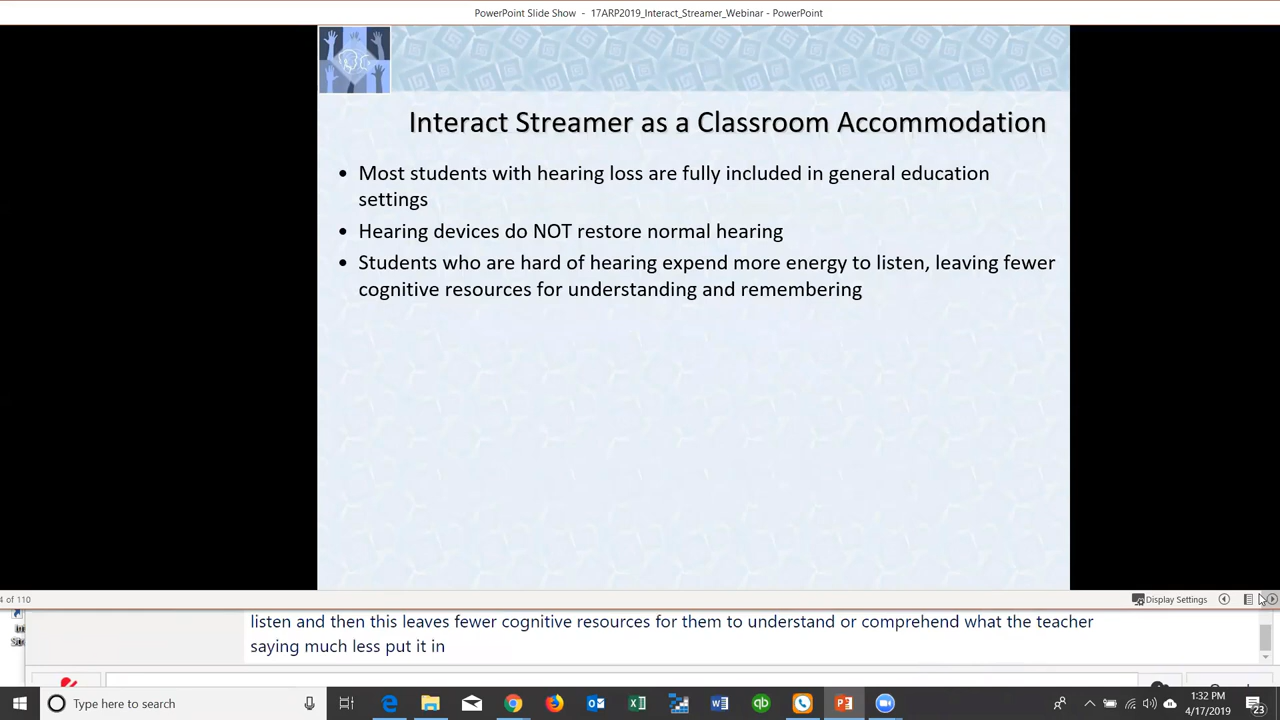 PowerPoint Slide Show - 17ARP2019_Interact_Streamer_Webinar - PowerPoint
Interact Streamer as a Classroom Accommodation
• Most students with hearing loss are fully included in general education
settings
• Hearing devices do NOT restore normal hearing
• Students who are hard of hearing expend more energy to listen, leaving fewer
cognitive resources for understanding and remembering
4 of 110
Display Settings
listen and then this leaves fewer cognitive resources for them to understand or comprehend what the teacher
saying much less put it in
Type here to search
1:32 PM
4/17/2019
23